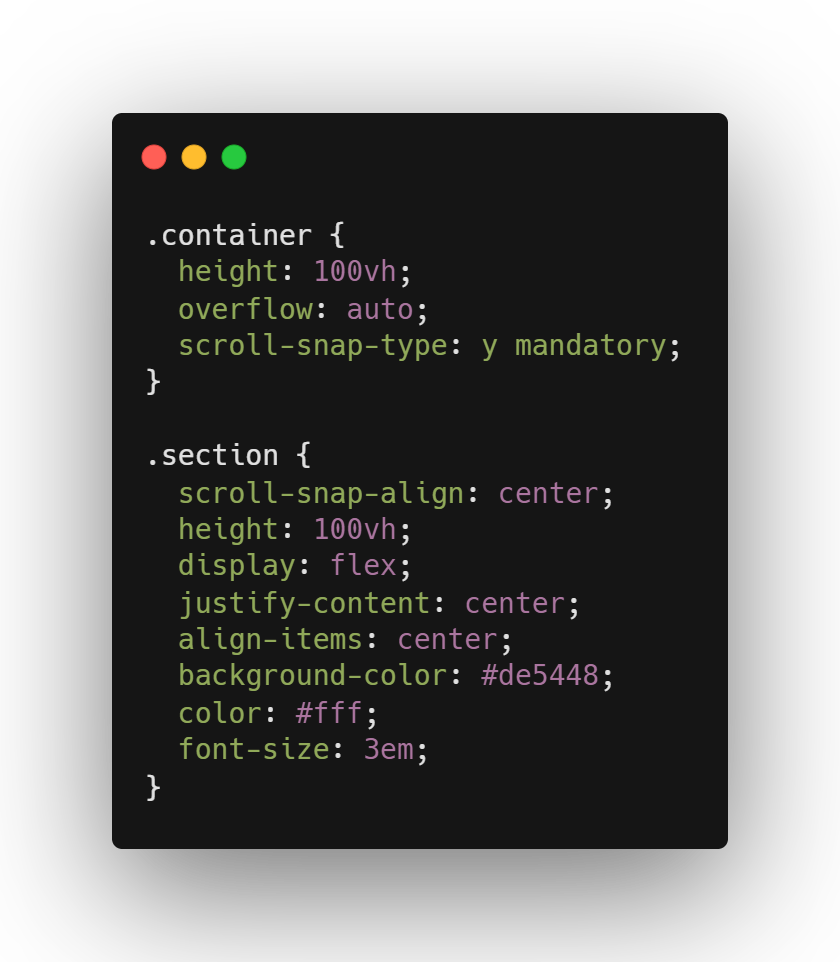 .container {
  height: 100vh;
  overflow: auto;
  scroll-snap-type: y mandatory;
}

.section {
  scroll-snap-align: center;
  height: 100vh;
  display: flex;
  justify-content: center;
  align-items: center;
  background-color: #de5448;
  color: #fff;
  font-size: 3em;
}